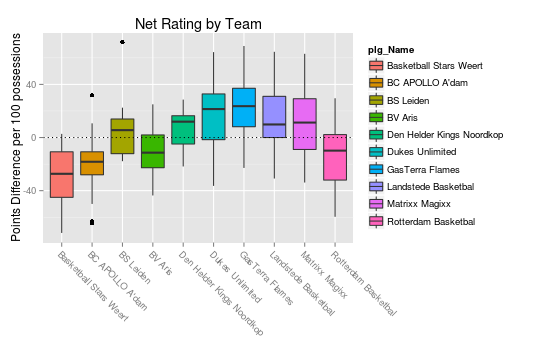 Net Rating by Team
Points Difference per 100 possessions
40
0
-40
Basketball Stars Weert
BC APOLLO A'dam
BS Leiden
BV Aris
Den Helder Kings Noordkop
Dukes Unlimited
GasTerra Flames
Landstede Basketbal
Matrixx Magixx
Rotterdam Basketbal
plg_Name
Basketball Stars Weert
BC APOLLO A'dam
BS Leiden
BV Aris
Den Helder Kings Noordkop
Dukes Unlimited
GasTerra Flames
Landstede Basketbal
Matrixx Magixx
Rotterdam Basketbal